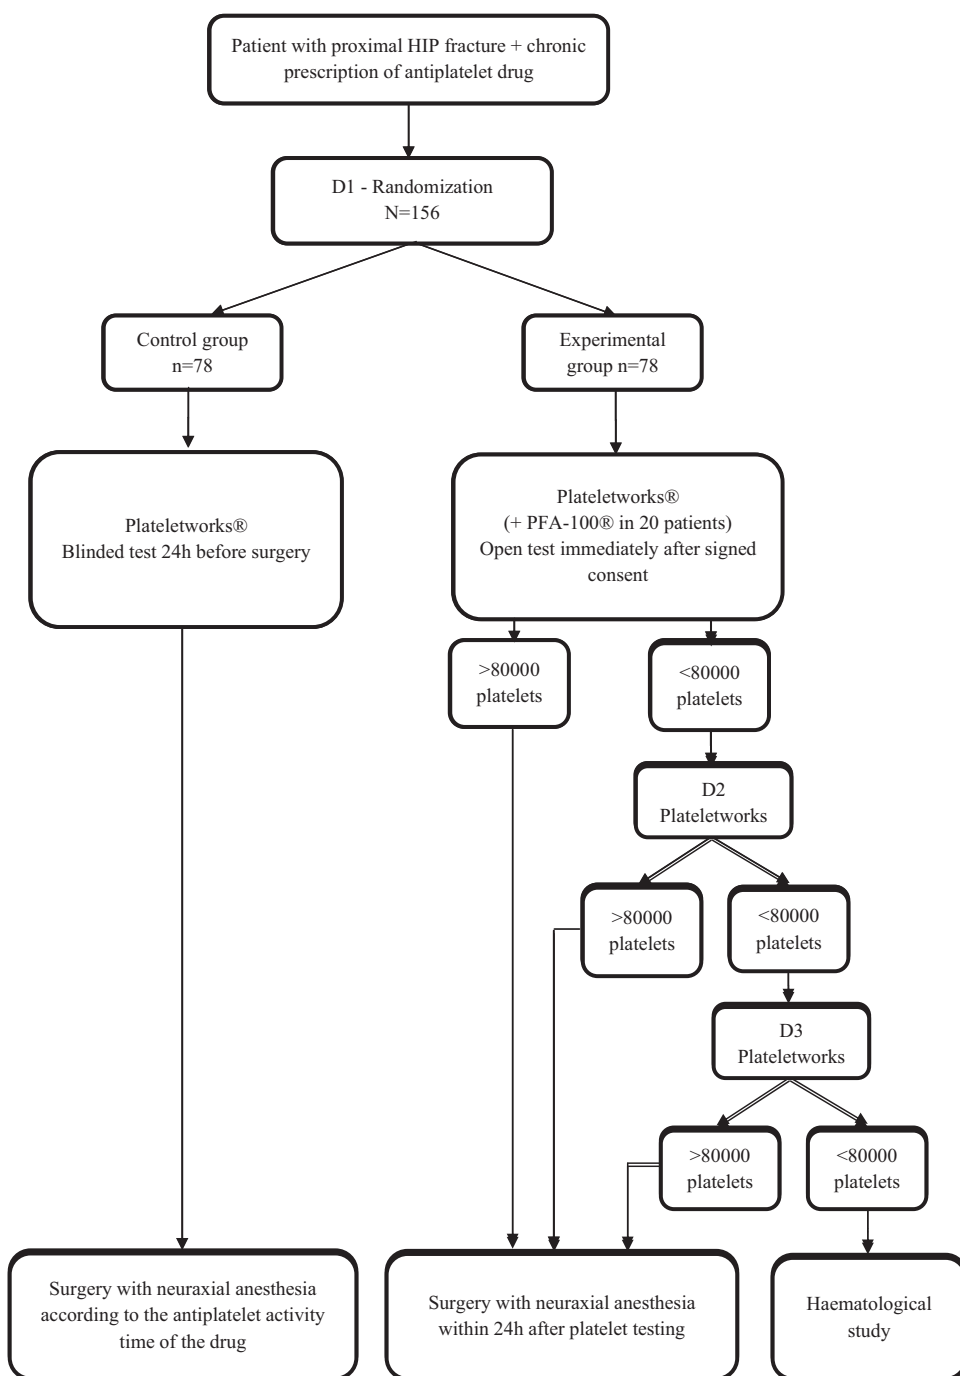 Patient with proximal HIP fracture + chronic
prescription of antiplatelet drug
D1 - Randomization
N=156
Control group
n=78
Experimental
group n=78
Plateletworks®
Blinded test 24h before surgery
Plateletworks®
(+ PFA-100® in 20 patients)
Open test immediately after signed
consent
>80000
platelets
<80000
platelets
D2
Plateletworks
>80000
platelets
<80000
platelets
D3
Plateletworks
>80000
platelets
<80000
platelets
Surgery with neuraxial anesthesia
according to the antiplatelet activity
time of the drug
Surgery with neuraxial anesthesia
within 24h after platelet testing
Haematological
study